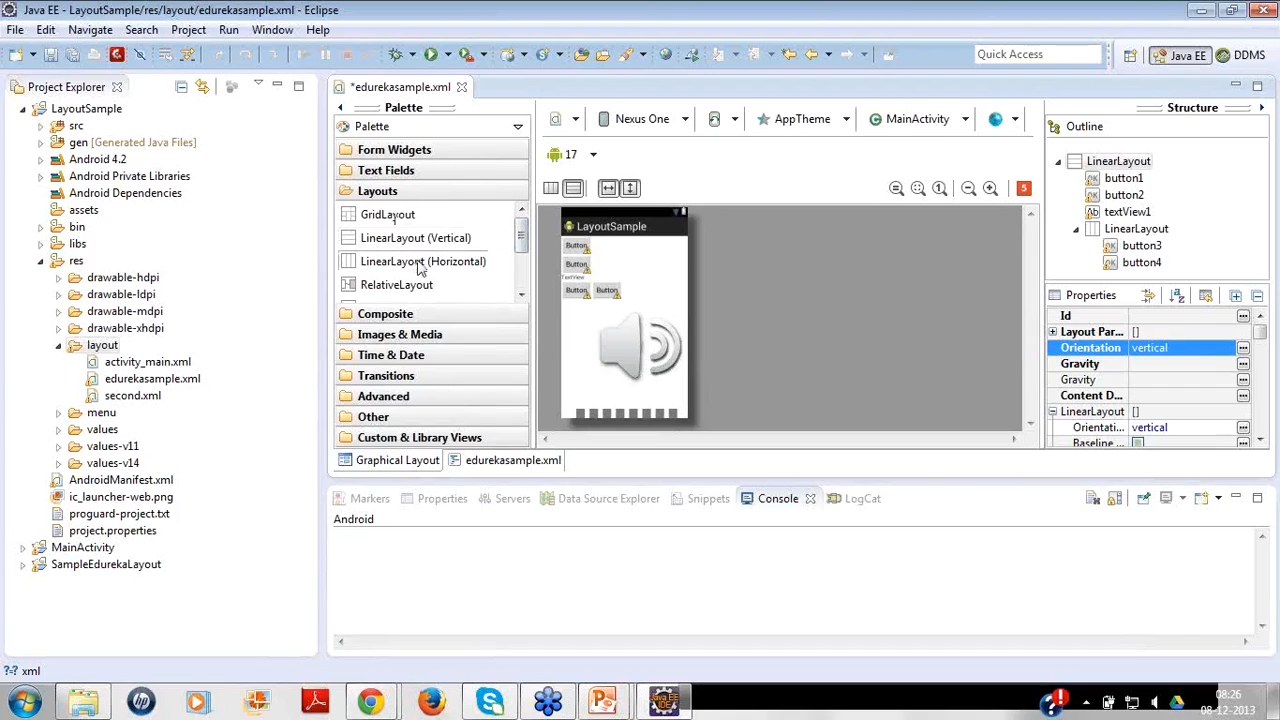 Java EE - LayoutSample/res/layout/edurekasample.xml - Eclipse
File Edit Navigate Search Project Run Window Help
Quick Access
Java EE
DDMS
Project Explorer
LayoutSample
src
gen [Generated Java Files]
Android 4.2
Android Private Libraries
Android Dependencies
assets
bin
libs
res
drawable-hdpi
drawable-ldpi
drawable-mdpi
drawable-xhdpi
layout
activity_main.xml
edurekasample.xml
second.xml
menu
values
values-v11
values-v14
AndroidManifest.xml
ic_launcher-web.png
proguard-project.txt
project.properties
MainActivity
SampleEdurekaLayout
*edurekasample.xml
Palette
Palette
Form Widgets
Text Fields
Layouts
GridLayout
LinearLayout (Vertical)
LinearLayout (Horizontal)
RelativeLayout
Composite
Images & Media
Time & Date
Transitions
Advanced
Other
Custom & Library Views
Graphical Layout
edurekasample.xml
Nexus One
AppTheme
MainActivity
17
5
LayoutSample
Button
Button
TextView
Button Button
Structure
Outline
LinearLayout
button1
button2
Ab textView1
LinearLayout
button3
button4
Properties
Id
Layout Par... []
Orientation vertical
Gravity
Gravity
Content D...
LinearLayout []
Orientati... vertical
Baseline
Markers Properties Servers Data Source Explorer Snippets Console LogCat
Android
xml
Java EE
IDE
08:26
08-12-2013